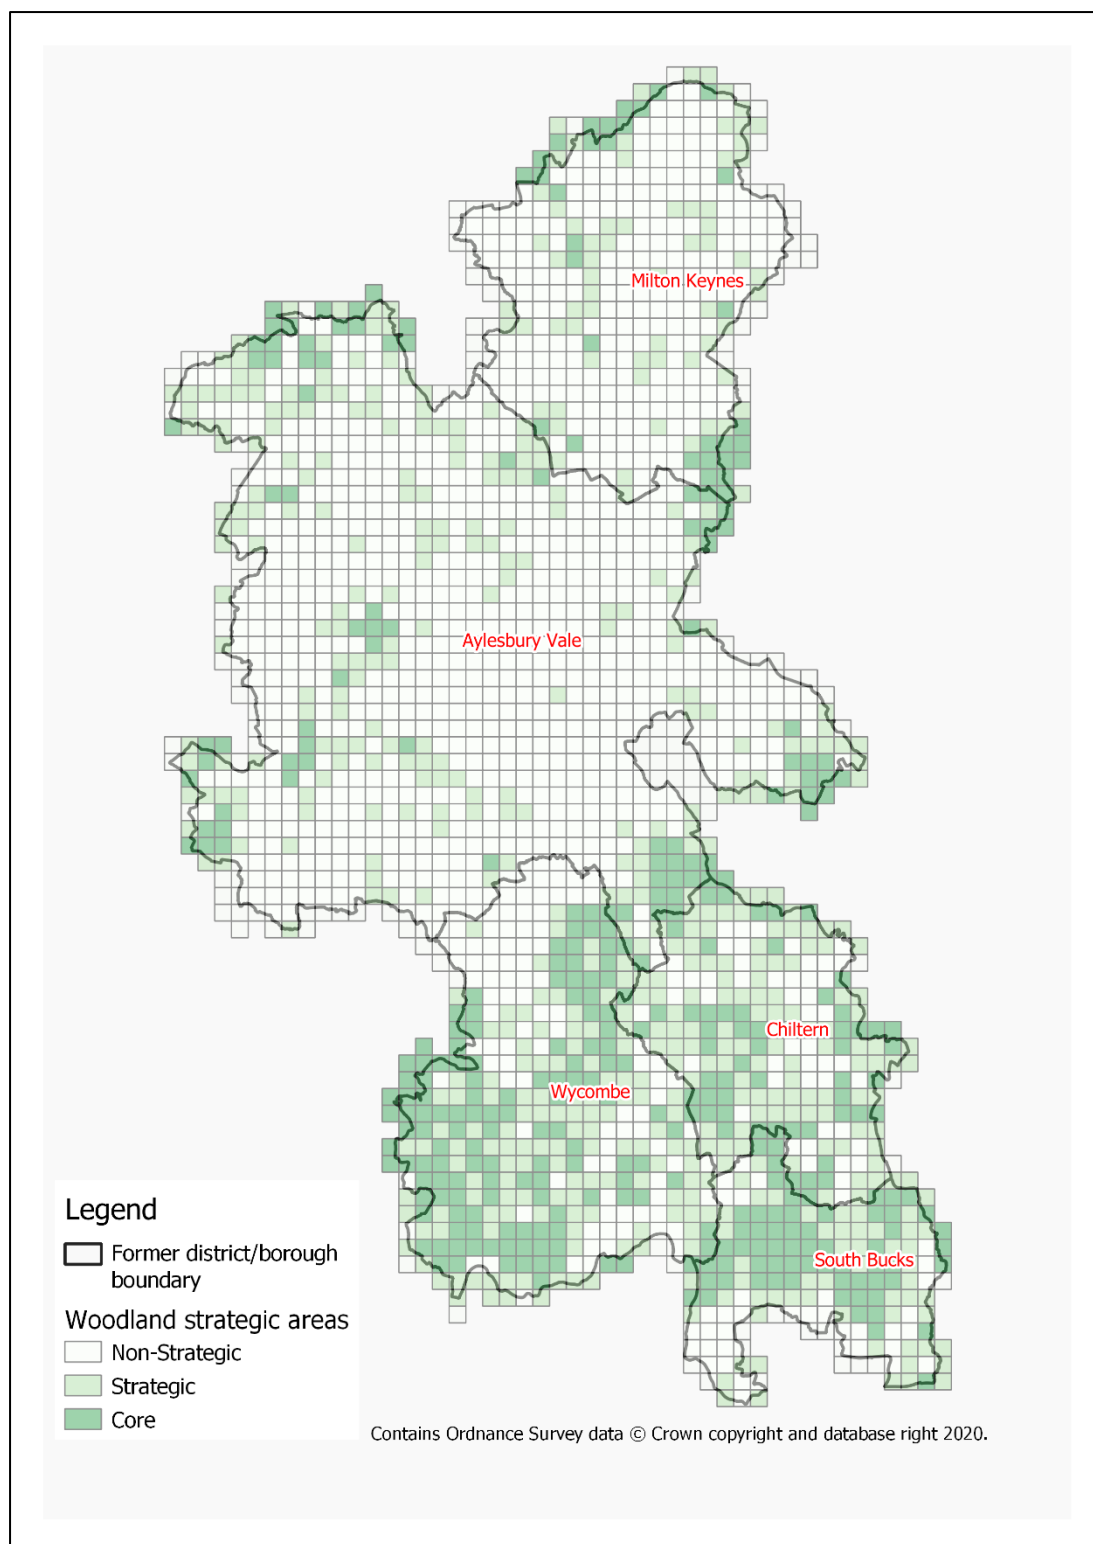 Milton Keynes
Aylesbury Vale
Chiltern
Wycombe
South Bucks
Legend
Former district/borough
boundary
Woodland strategic areas
Non-Strategic
Strategic
Core
Contains Ordnance Survey data © Crown copyright and database right 2020.